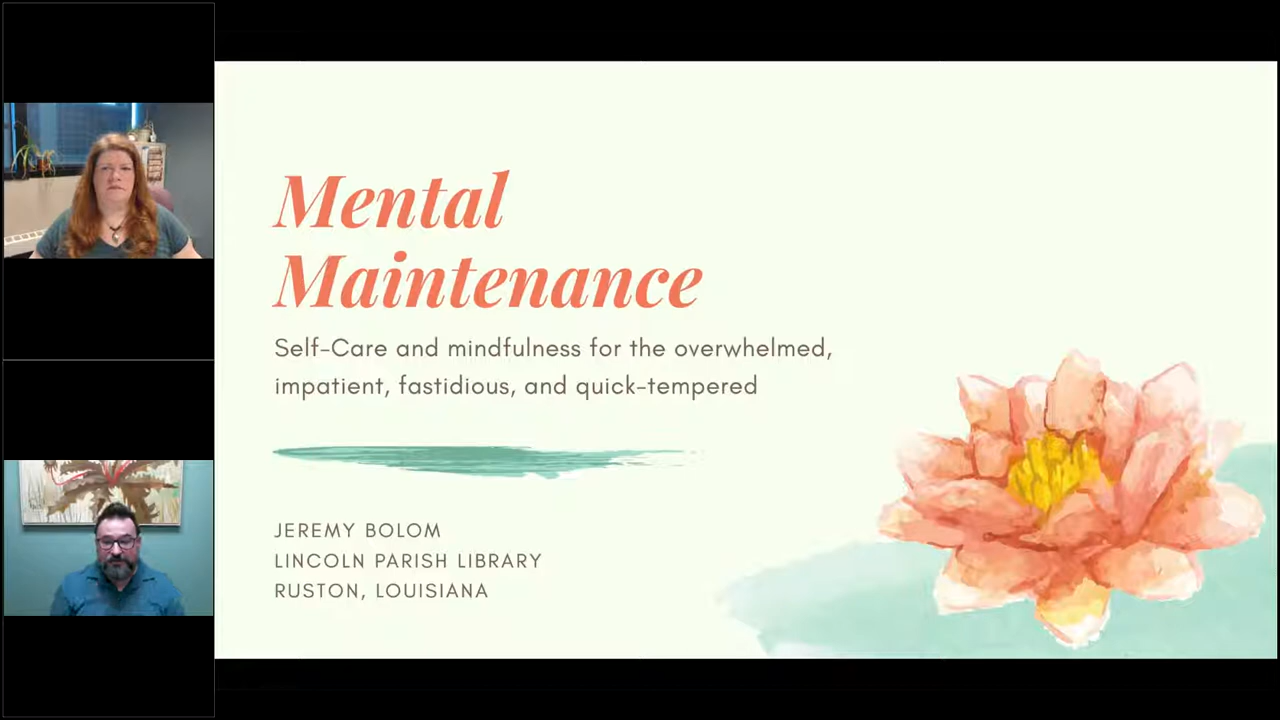 Mental
Maintenance
Self-Care and mindfulness for the overwhelmed,
impatient, fastidious, and quick-tempered
JEREMY BOLOM
LINCOLN PARISH LIBRARY
RUSTON, LOUISIANA